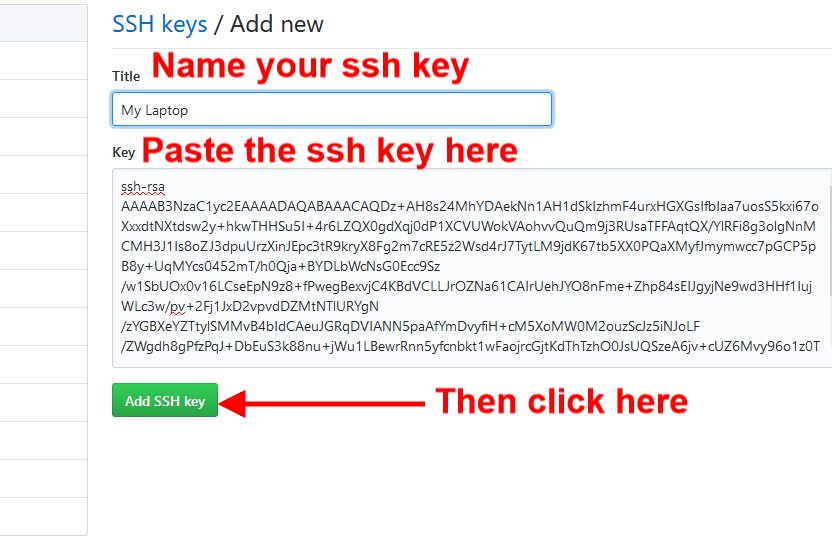 SSH keys / Add new
Title Name your ssh key
My Laptop
Key Paste the ssh key here
ssh-rsa
AAAAB3NzaC1yc2EAAAADAQABAAACAQDz+AH8s24MhYDAekNn1AH1dSkIzhmF4urxHGXGsIfbIaa7uosS5kxi67o
XxxdtNXtdsw2y+hkwTHHSu5I+4r6LZQX0gdXqj0dP1XCVUWokVAohvvQuQm9j3RUsaTFFAqtQX/YlRFi8g3olgNnM
CMH3J1Is8oZJ3dpuUrzXinJEpc3tR9kryX8Fg2m7cRE5z2Wsd4rJ7TytLM9jdK67tb5XX0PQaXMyfJmymwcc7pGCP5p
B8y+UqMYcs0452mT/h0Qja+BYDLbWcNsG0Ecc9Sz
/w1SbUOx0v16LCseEpN9z8+fPwegBexvjC4KBdVCLLJrOZNa61CAIrUehJYO8nFme+Zhp84sEIJgyjNe9wd3HHf1Iuj
WLc3w/pv+2Fj1JxD2vpvdDZMtNTlURYgN
/zYGBXeYZTtylSMMvB4bIdCAeuJGRqDVIANN5paAfYmDvyfiH+cM5XoMW0M2ouzScJz5iNJoLF
/ZWgdh8gPfzPqJ+DbEuS3k88nu+jWu1LBewrRnn5yfcnbkt1wFaojrcGjtKdThTzhO0JsUQSzeA6jv+cUZ6Mvy96o1z0T
Add SSH key Then click here